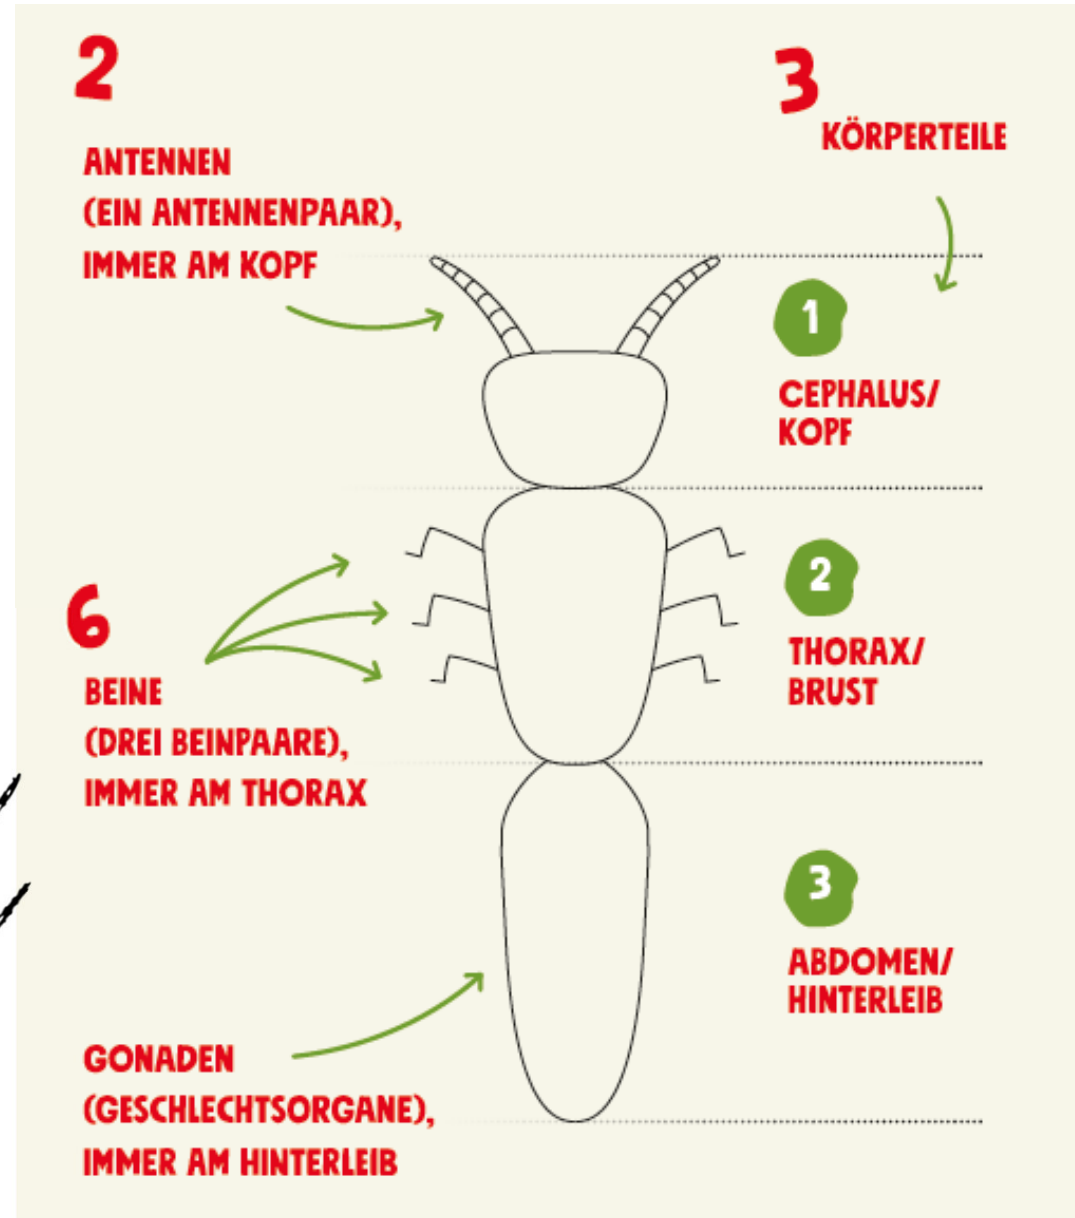 2
ANTENNEN
(EIN ANTENNENPAAR),
IMMER AM KOPF
3
KÖRPERTEILE
1
CEPHALUS/
KOPF
6
BEINE
(DREI BEINPAARE),
IMMER AM THORAX
2
THORAX/
BRUST
3
ABDOMEN/
HINTERLEIB
GONADEN
(GESCHLECHTSORGANE),
IMMER AM HINTERLEIB